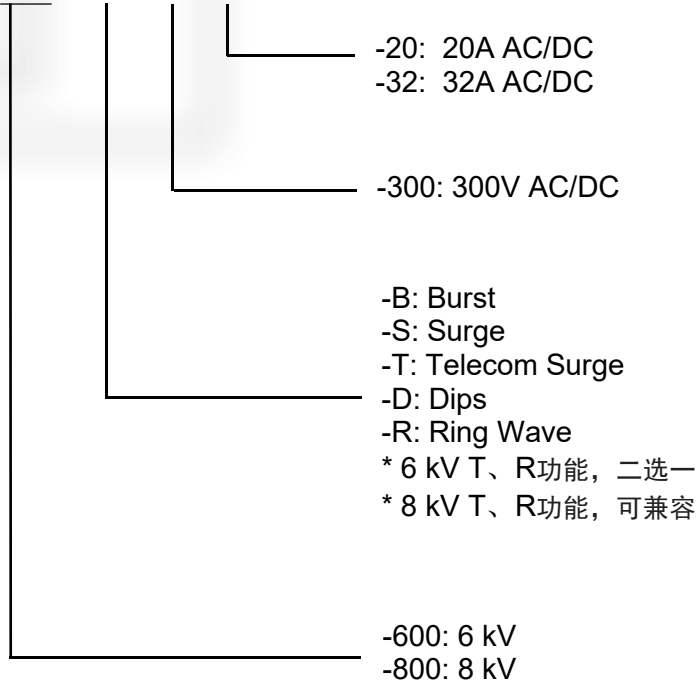 -20: 20A AC/DC
-32: 32A AC/DC
-300: 300V AC/DC
-B: Burst
-S: Surge
-T: Telecom Surge
-D: Dips
-R: Ring Wave
* 6 kV T、R功能，二选一
* 8 kV T、R功能，可兼容
-600: 6 kV
-800: 8 kV